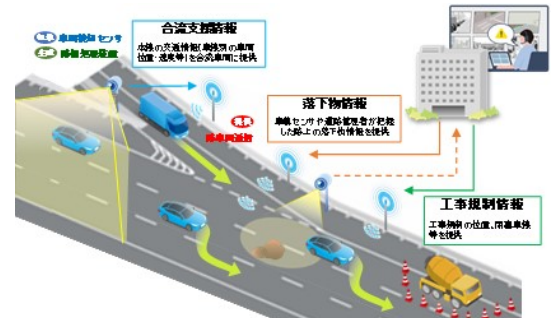 合流支援情報
本線の交通情報(車線別の車両
位置・速度等)を合流車両に提供
車両検知センサ
路側処理装置
落下物情報
車載センサや道路管理者が把握
した路上の落下物情報を提供
路車間通信
工事規制情報
工事規制の位置、閉塞車線
等を提供